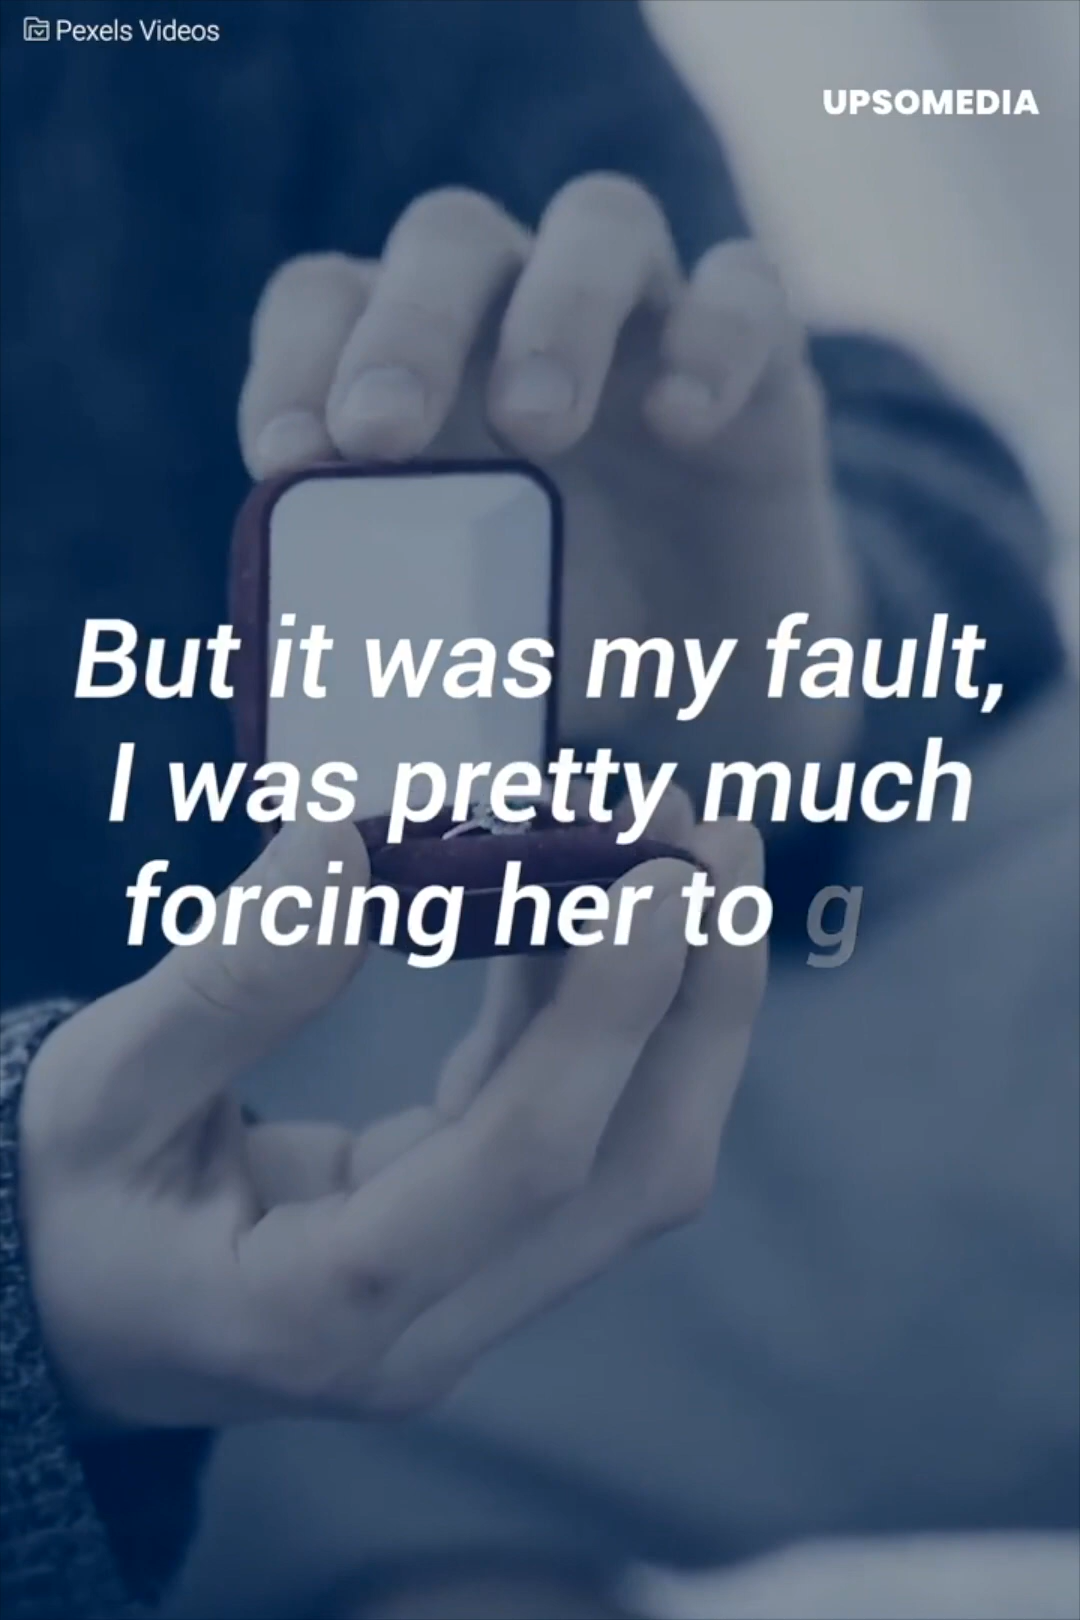 Pexels Videos
UPSOMEDIA
But it was my fault,
I was pretty much
forcing her to g